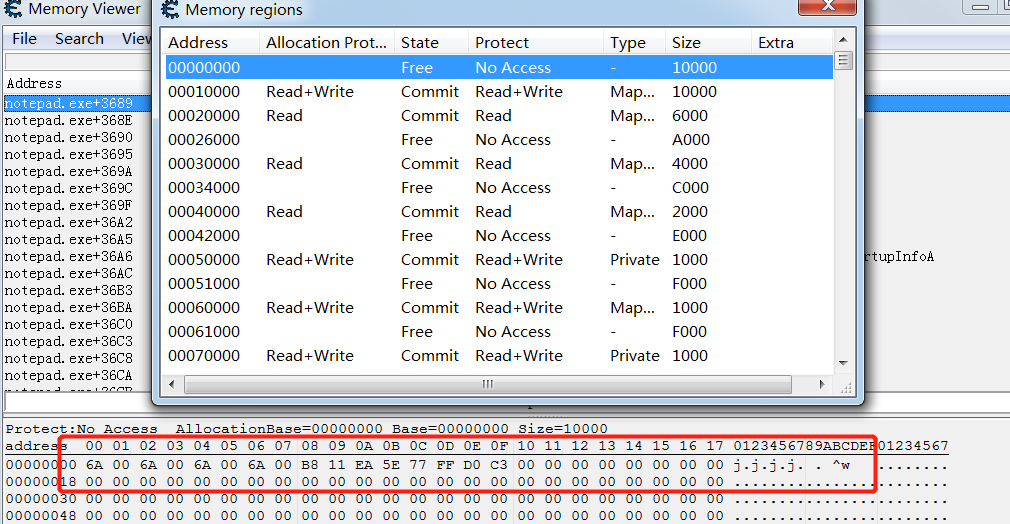 Memory Viewer
Memory regions
File Search View
Address Allocation Prot... State Protect Type Size Extra
00000000 Free No Access - 10000
00010000 Read+Write Commit Read+Write Map... 10000
00020000 Read Commit Read Map... 6000
00026000 Free No Access - A000
00030000 Read Commit Read Map... 4000
00034000 Free No Access - C000
00040000 Read Commit Read Map... 2000
00042000 Free No Access - E000
00050000 Read+Write Commit Read+Write Private 1000
00051000 Free No Access - F000
00060000 Read+Write Commit Read+Write Map... 1000
00061000 Free No Access - F000
00070000 Read+Write Commit Read+Write Private 1000
Address
notepad.exe+3689
notepad.exe+368E
notepad.exe+3690
notepad.exe+3695
notepad.exe+369A
notepad.exe+369C
notepad.exe+369F
notepad.exe+36A2
notepad.exe+36A5
notepad.exe+36A6 rtupInfoA
notepad.exe+36AC
notepad.exe+36B3
notepad.exe+36BA
notepad.exe+36C0
notepad.exe+36C3
notepad.exe+36C8
notepad.exe+36CA
Protect:No Access AllocationBase=00000000 Base=00000000 Size=10000
address 00 01 02 03 04 05 06 07 08 09 0A 0B 0C 0D 0E 0F 10 11 12 13 14 15 16 17 0123456789ABCDEF01234567
00000000 6A 00 6A 00 6A 00 6A 00 B8 11 EA 5E 77 FF D0 C3 00 00 00 00 00 00 00 00 j.j.j.j. . ^w ........
00000018 00 00 00 00 00 00 00 00 00 00 00 00 00 00 00 00 00 00 00 00 00 00 00 00 ........................
00000030 00 00 00 00 00 00 00 00 00 00 00 00 00 00 00 00 00 00 00 00 00 00 00 00 ........................
00000048 00 00 00 00 00 00 00 00 00 00 00 00 00 00 00 00 00 00 00 00 00 00 00 00 ........................